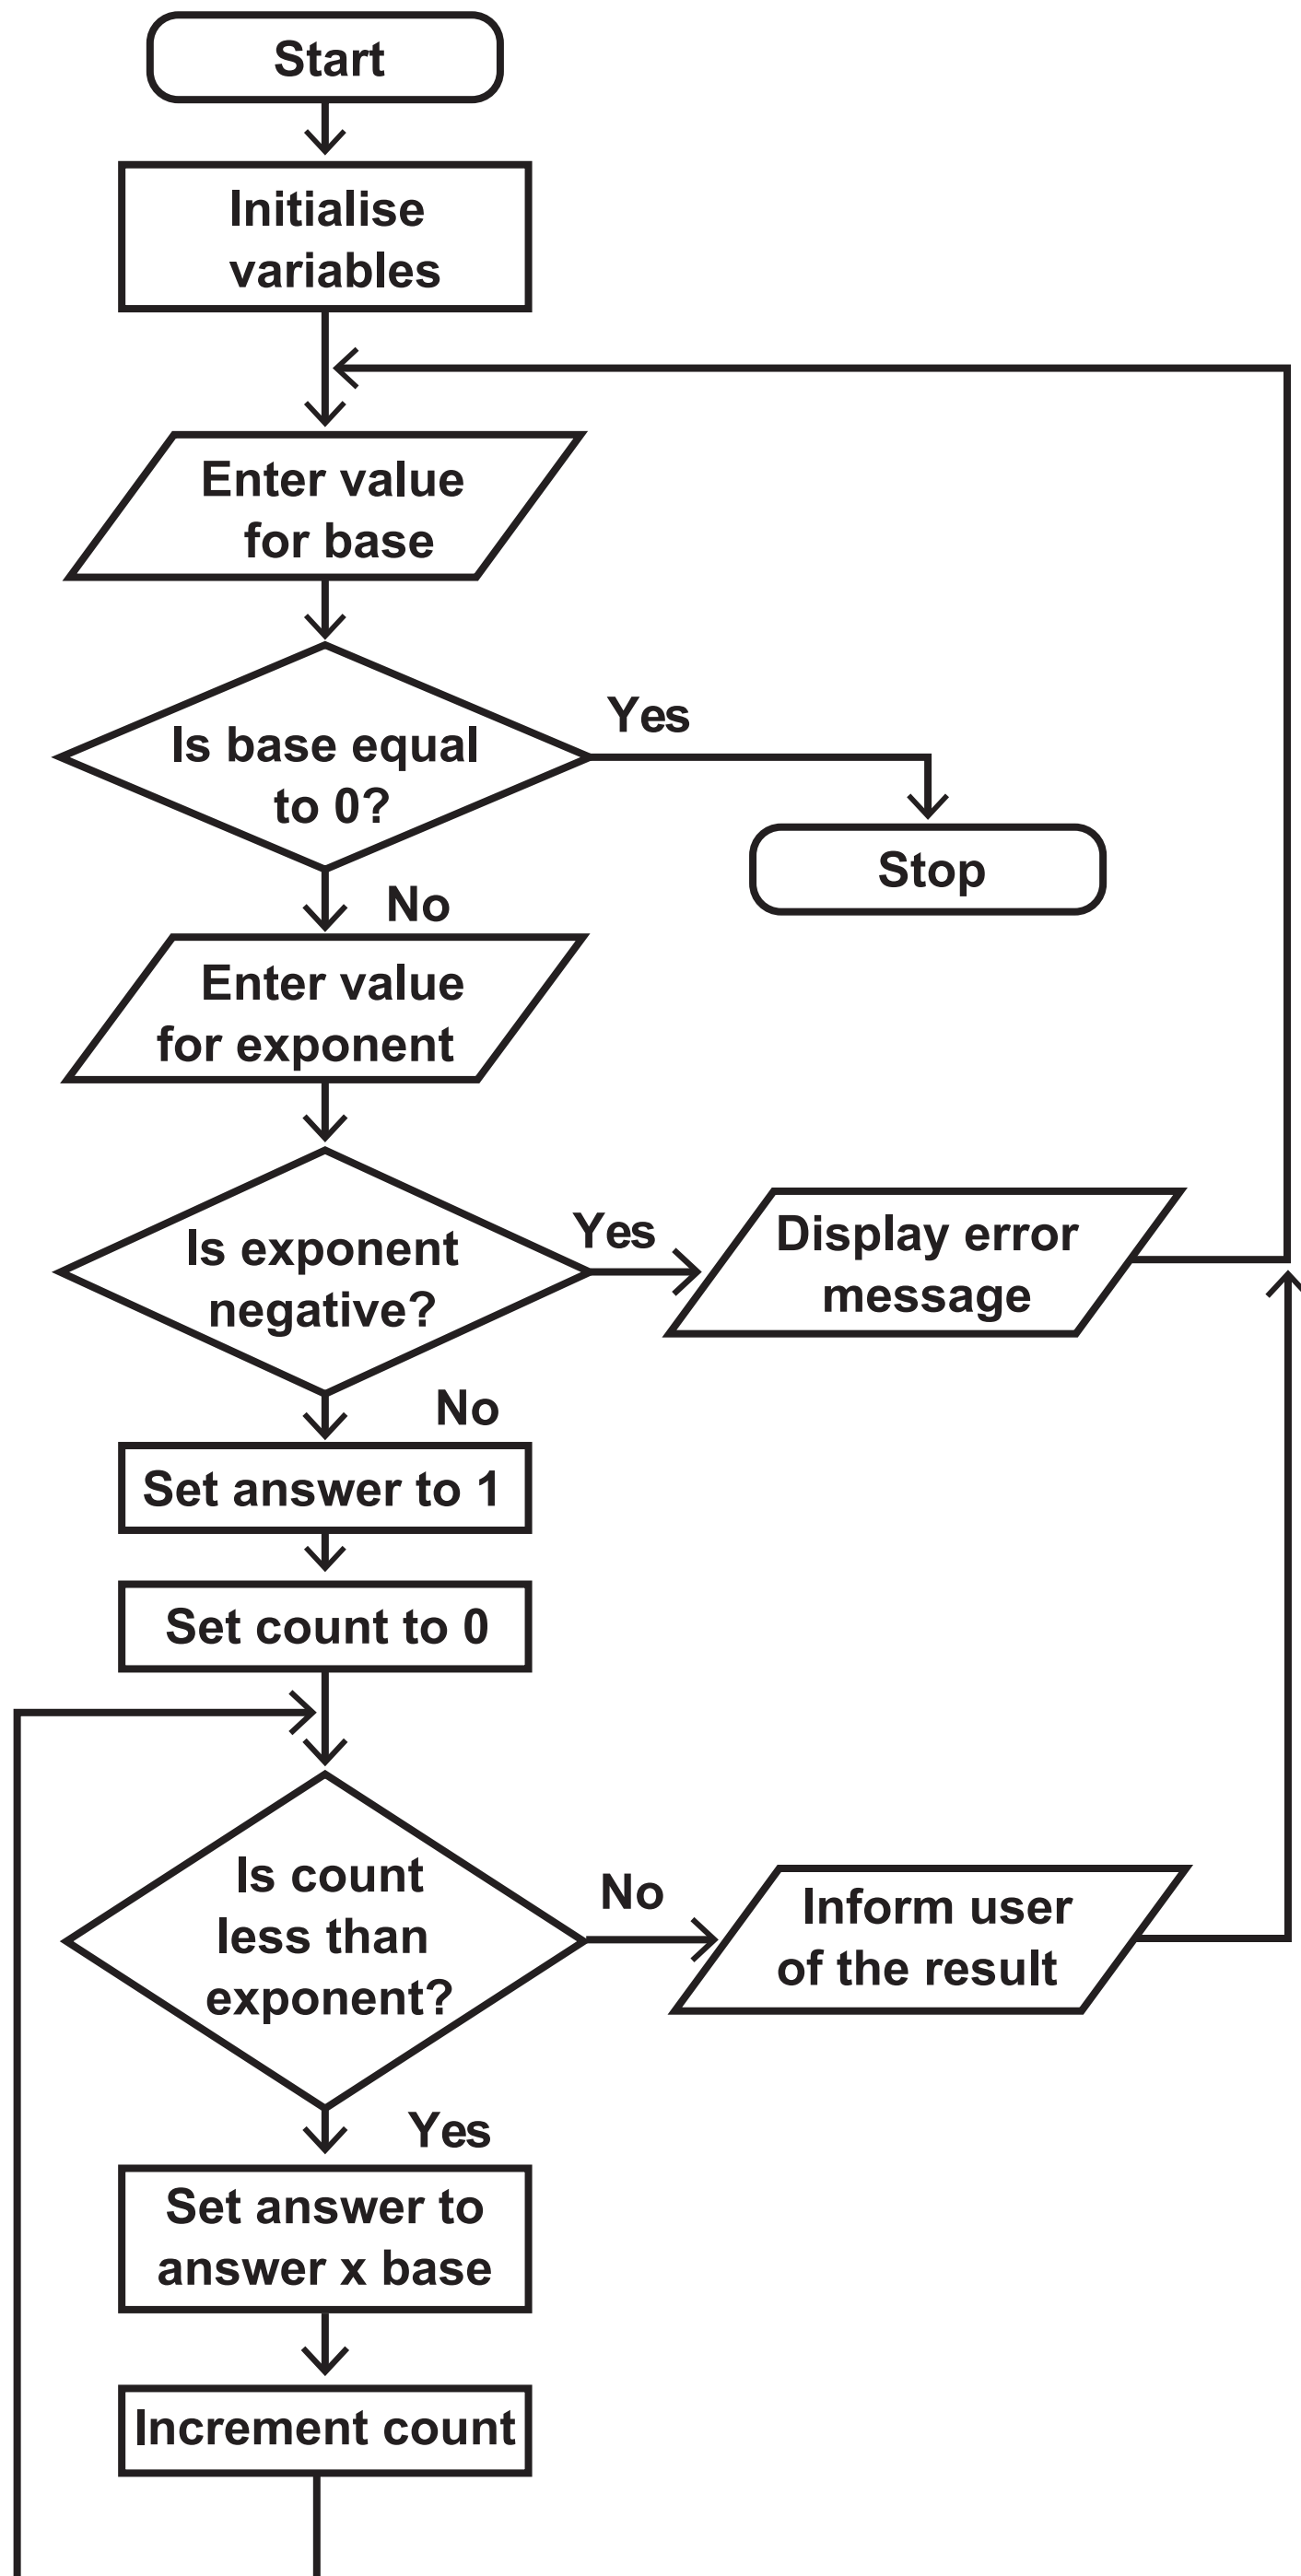 Start
Initialise
variables
Enter value
for base
Is base equal
to 0?
Yes
Stop
No
Enter value
for exponent
Is exponent
negative?
Yes
Display error
message
No
Set answer to 1
Set count to 0
Is count
less than
exponent?
No
Inform user
of the result
Yes
Set answer to
answer x base
Increment count